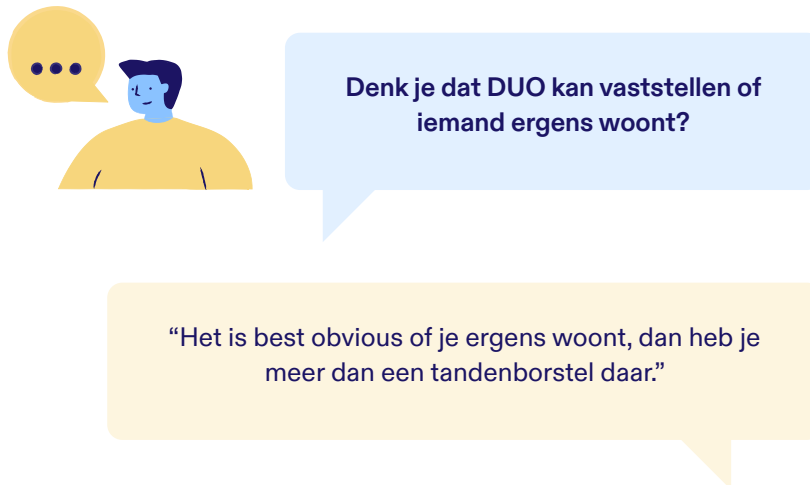 Denk je dat DUO kan vaststellen of
iemand ergens woont?
“Het is best obvious of je ergens woont, dan heb je
meer dan een tandenborstel daar.”